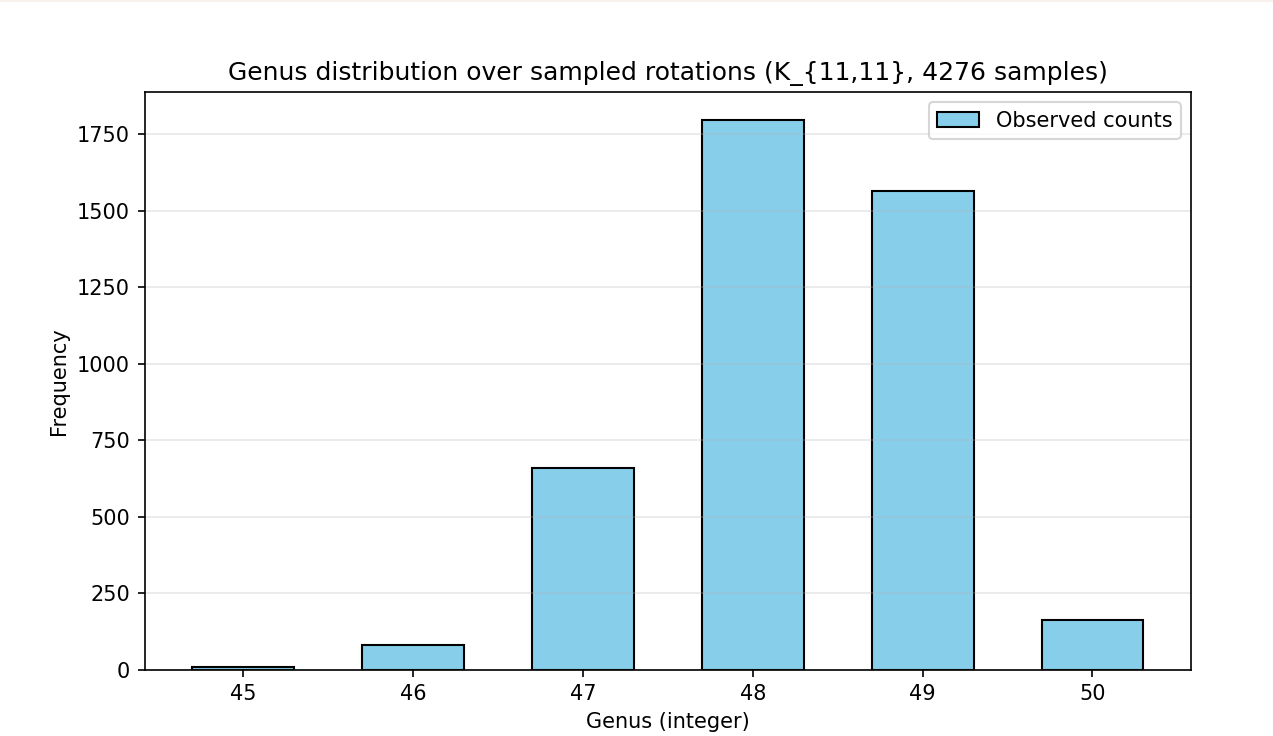 Genus distribution over sampled rotations (K_{11,11}, 4276 samples)
Observed counts
1750
1500
1250
1000
750
500
250
0
Frequency
45 46 47 48 49 50
Genus (integer)